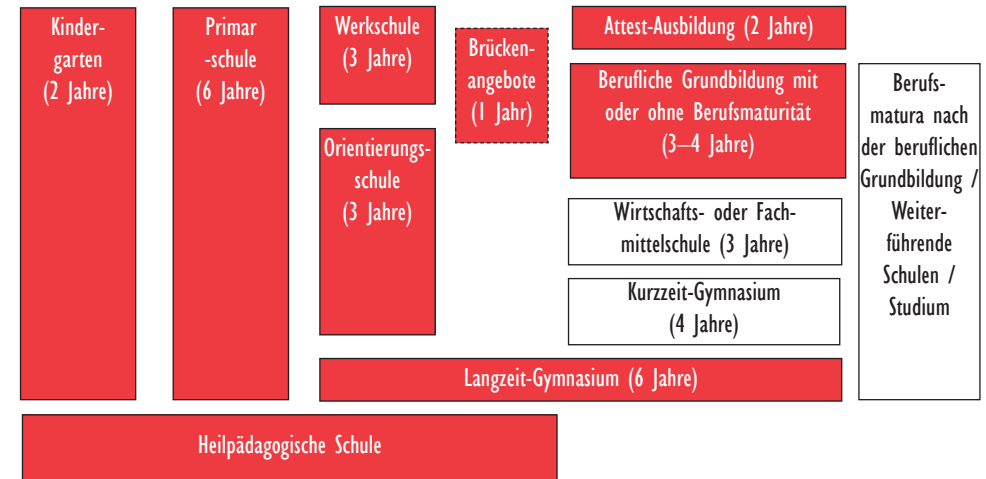 Kinder-
garten
(2 Jahre)
Primar
-schule
(6 Jahre)
Werkschule
(3 Jahre)
Orientierungs-
schule
(3 Jahre)
Brücken-
angebote
(1 Jahr)
Attest-Ausbildung (2 Jahre)
Berufliche Grundbildung mit
oder ohne Berufsmaturität
(3–4 Jahre)
Wirtschafts- oder Fach-
mittelschule (3 Jahre)
Kurzzeit-Gymnasium
(4 Jahre)
Langzeit-Gymnasium (6 Jahre)
Berufs-
matura nach
der beruflichen
Grundbildung /
Weiter-
führende
Schulen /
Studium
Heilpädagogische Schule